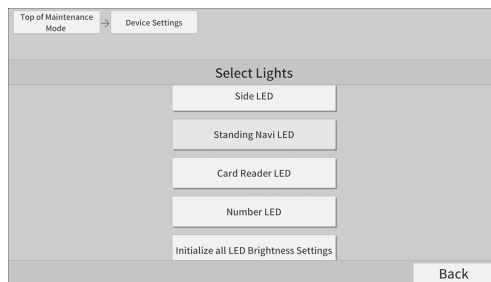 Top of Maintenance
Mode
→
Device Settings
Select Lights
Side LED
Standing Navi LED
Card Reader LED
Number LED
Initialize all LED Brightness Settings
Back